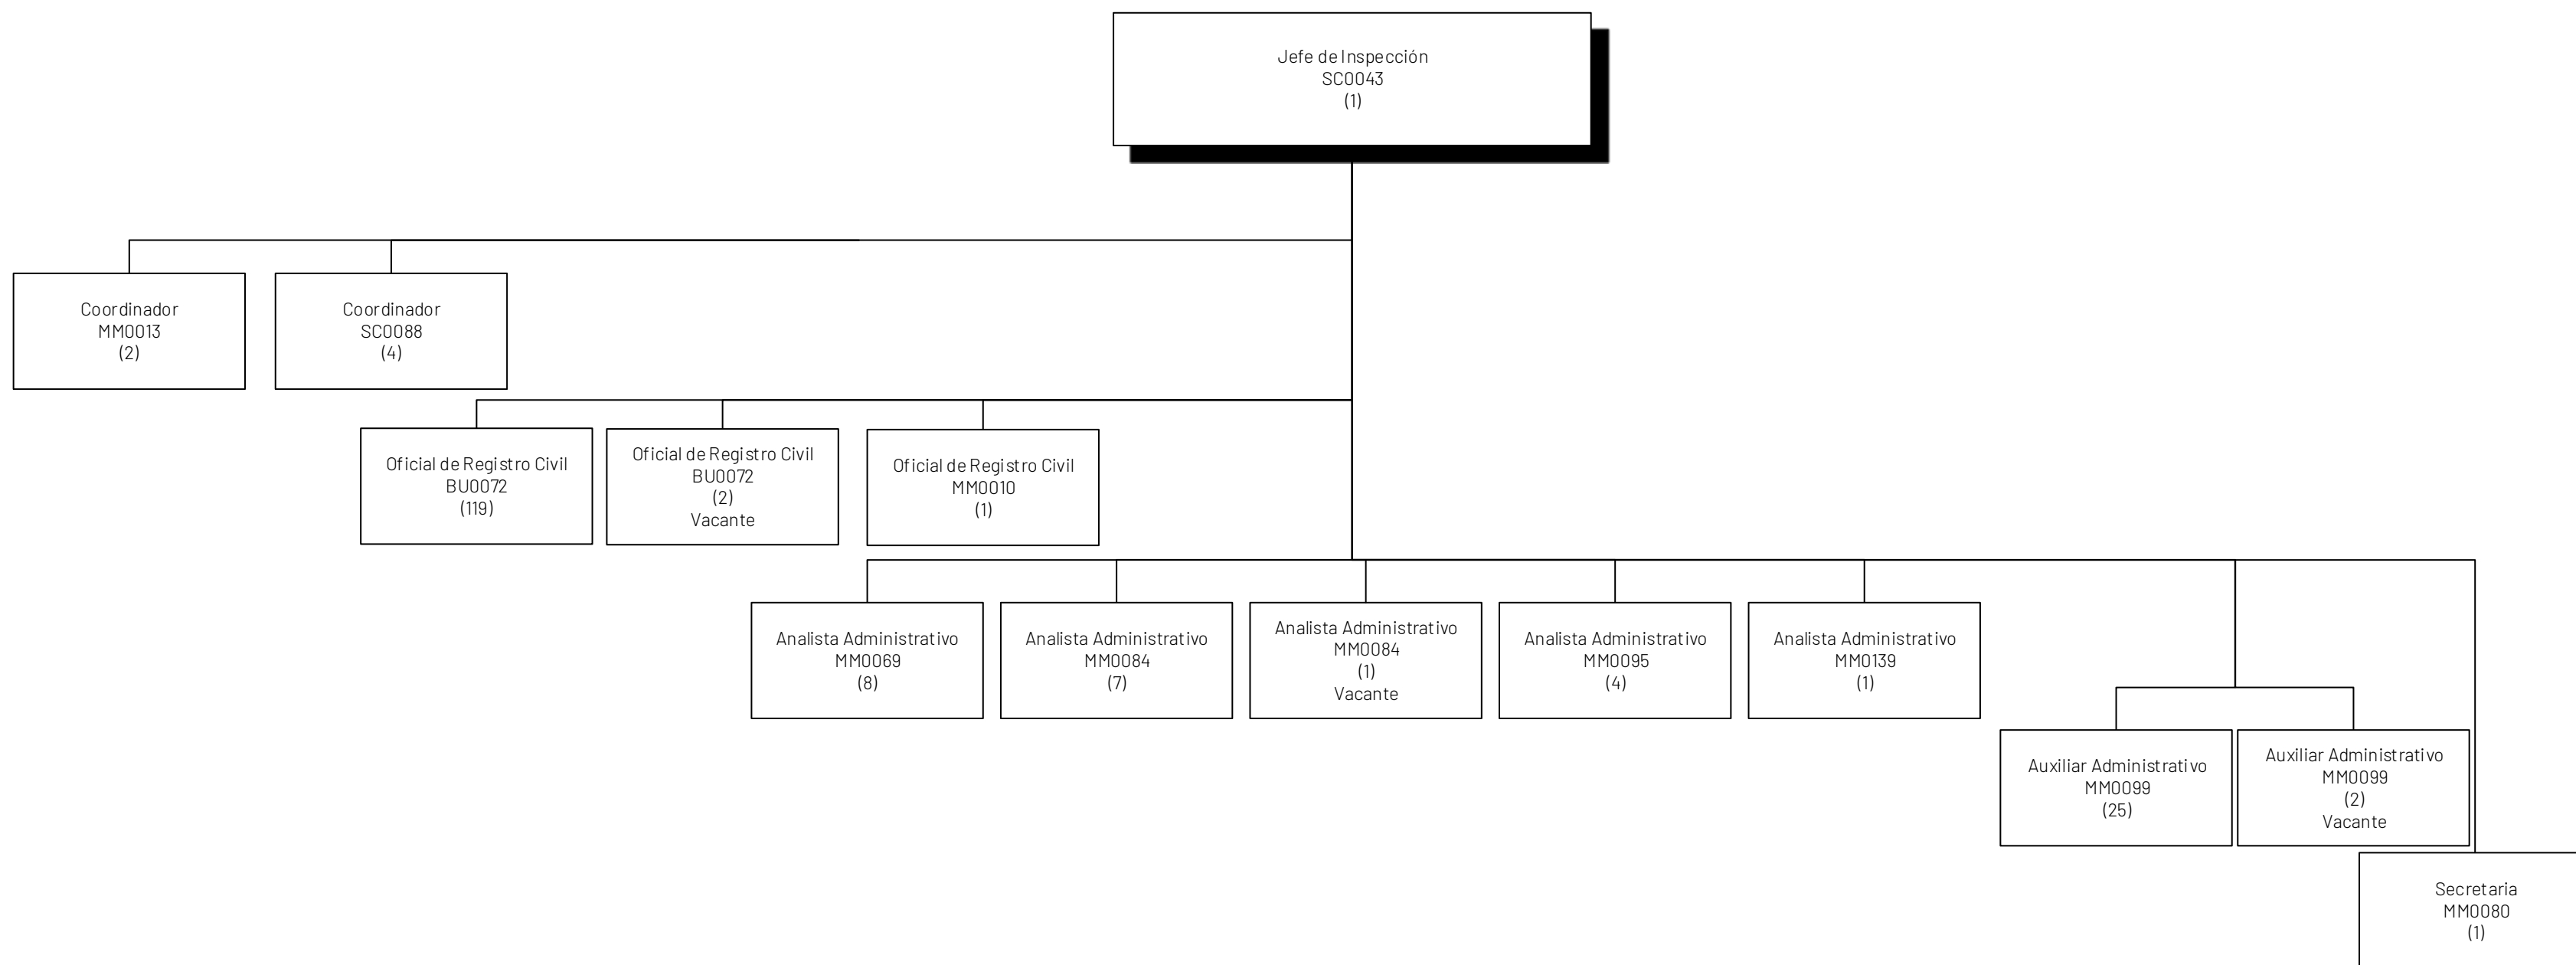 Jefe de Inspección
SC0043
(1)
Coordinador
MM0013
(2)
Coordinador
SC0088
(4)
Oficial de Registro Civil
BU0072
(119)
Oficial de Registro Civil
BU0072
(2)
Vacante
Oficial de Registro Civil
MM0010
(1)
Analista Administrativo
MM0069
(8)
Analista Administrativo
MM0084
(7)
Analista Administrativo
MM0084
(1)
Vacante
Analista Administrativo
MM0095
(4)
Analista Administrativo
MM0139
(1)
Auxiliar Administrativo
MM0099
(25)
Auxiliar Administrativo
MM0099
(2)
Vacante
Secretaria
MM0080
(1)